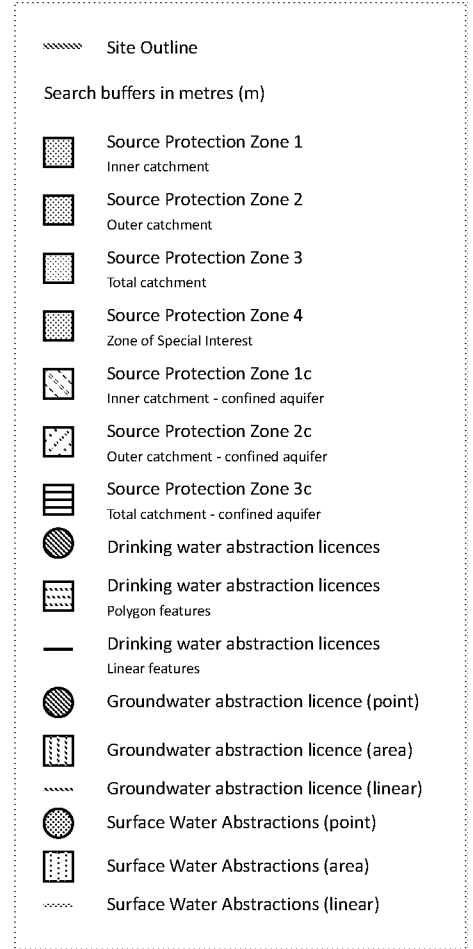 Site Outline
Search buffers in metres (m)
Source Protection Zone 1
Inner catchment
Source Protection Zone 2
Outer catchment
Source Protection Zone 3
Total catchment
Source Protection Zone 4
Zone of Special Interest
Source Protection Zone 1c
Inner catchment - confined aquifer
Source Protection Zone 2c
Outer catchment - confined aquifer
Source Protection Zone 3c
Total catchment - confined aquifer
Drinking water abstraction licences
Drinking water abstraction licences
Polygon features
Drinking water abstraction licences
Linear features
Groundwater abstraction licence (point)
Groundwater abstraction licence (area)
Groundwater abstraction licence (linear)
Surface Water Abstractions (point)
Surface Water Abstractions (area)
Surface Water Abstractions (linear)